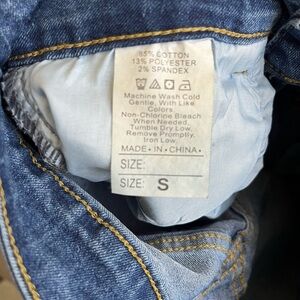 85% COTTON
13% POLYESTER
2% SPANDEX
Machine Wash Cold
Gentle, With Like
Colors.
Non-Chlorine Bleach
When Needed,
Tumble Dry Low,
Remove Promptly,
Iron Low.
MADE・IN・CHINA・
SIZE:
SIZE: S